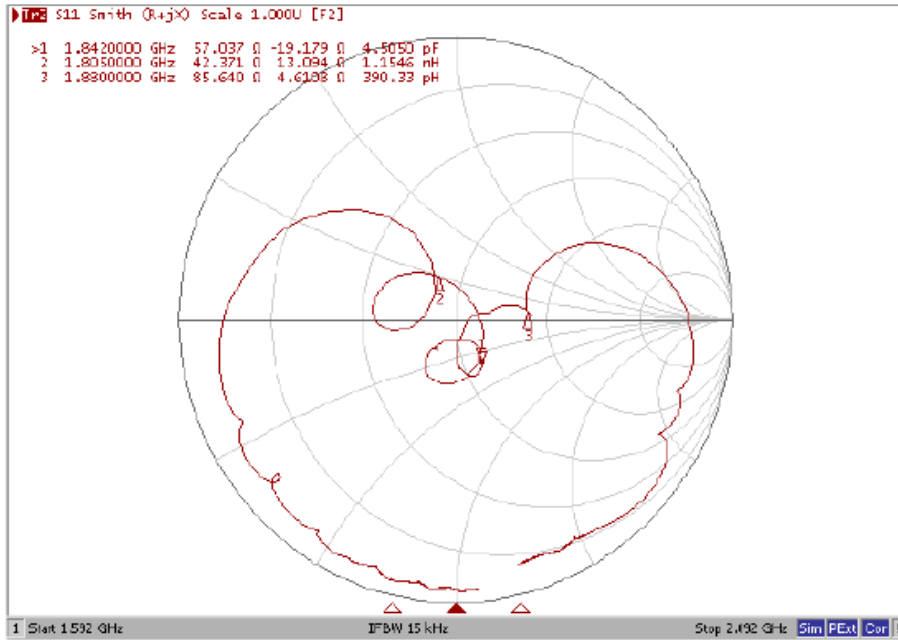 Tr2 S11 Smith (R+jX) Scale 1.000U [F2]
>1 1.8420000 GHz 57.037 Ω -19.179 Ω 4.5050 pF
2 1.8050000 GHz 42.371 Ω 13.094 Ω 1.1546 nH
3 1.8800000 GHz 85.640 Ω 4.6108 Ω 390.33 pH
2
3
1 Start 1.592 GHz IFBW 15 kHz Stop 2.092 GHz Sim PExt Cor